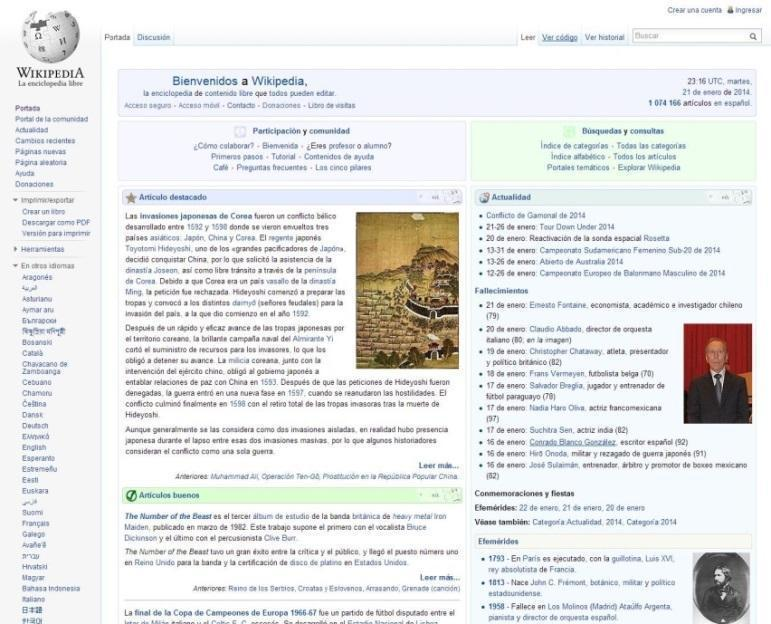 Crear una cuenta Ingresar
WIKIPEDIA
La enciclopedia libre
Portada Discusión
Leer Ver código Ver historial
Buscar
Portada
Portal de la comunidad
Actualidad
Cambios recientes
Páginas nuevas
Página aleatoria
Ayuda
Donaciones
Imprimir/exportar
Crear un libro
Descargar como PDF
Versión para imprimir
Herramientas
En otros idiomas
Aragonés
العربية
Asturianu
Aymar aru
Български
বিষ্ণুপ্রিয়া মণিপুরী
Bosanski
Català
Chavacano de
Zamboanga
Cebuano
Chamoru
Čeština
Dansk
Deutsch
Ελληνικά
English
Esperanto
Estremeñu
Eesti
Euskara
فارسی
Suomi
Français
Galego
Avañe'ẽ
עברית
Hrvatski
Magyar
Bahasa Indonesia
Italiano
日本語
한국어
Bienvenidos a Wikipedia,
la enciclopedia de contenido libre que todos pueden editar.
Acceso seguro - Acceso móvil - Contacto - Donaciones - Libro de visitas
23:16 UTC, martes,
21 de enero de 2014.
1 074 166 artículos en español.
Participación y comunidad
¿Cómo colaborar? - Bienvenida - ¿Eres profesor o alumno?
Primeros pasos - Tutorial - Contenidos de ayuda
Café - Preguntas frecuentes - Los cinco pilares
Búsquedas y consultas
Índice de categorías - Todas las categorías
Índice alfabético - Todos los artículos
Portales temáticos - Explorar Wikipedia
Artículo destacado
Las invasiones japonesas de Corea fueron un conflicto bélico
desarrollado entre 1592 y 1598 donde se vieron envueltos tres
países asiáticos: Japón, China y Corea. El regente japonés
Toyotomi Hideyoshi, uno de los «grandes pacificadores de Japón»,
decidió conquistar China, por lo que solicitó la asistencia de la
dinastía Joseon, así como libre tránsito a través de la península
de Corea. Debido a que Corea era un país vasallo de la dinastía
Ming, la petición fue rechazada. Hideyoshi comenzó a preparar las
tropas y convocó a los distintos daimyō (señores feudales) para la
invasión del país, a la que dio comienzo en el año 1592.
Después de un rápido y eficaz avance de las tropas japonesas por
el territorio coreano, la brillante campaña naval del Almirante Yi
cortó el suministro de recursos para los invasores, lo que los
obligó a detener su avance. La milicia coreana, junto con la
intervención del ejército chino, obligó al gobierno japonés a
entablar relaciones de paz con China en 1593. Después de que las peticiones de Hideyoshi fueron
denegadas, la guerra entró en una nueva fase en 1597, cuando se reanudaron las hostilidades. El
conflicto culminó finalmente en 1598 con el retiro total de las tropas invasoras tras la muerte de
Hideyoshi.
Aunque generalmente se las considera como dos invasiones aisladas, en realidad hubo presencia
japonesa durante el lapso entre esas dos invasiones masivas, por lo que algunos historiadores
consideran el conflicto como una sola guerra.
Leer más...
Anteriores: Muhammad Ali, Operación Ten-Gō, Prostitución en la República Popular China.
Artículos buenos
The Number of the Beast es el tercer álbum de estudio de la banda británica de heavy metal Iron
Maiden, publicado en marzo de 1982. Este trabajo supuso el primero con el vocalista Bruce
Dickinson y el último con el percusionista Clive Burr.
The Number of the Beast tuvo un gran éxito entre la crítica y el público, y llegó el puesto número uno
en Reino Unido para la banda y la certificación de disco de platino en Estados Unidos.
Leer más...
Anteriores: Reino de los Serbios, Croatas y Eslovenos, Arrasando, Grenade (canción)
La final de la Copa de Campeones de Europa 1966-67 fue un partido de fútbol disputado entre el
Inter de Milán italiano y el Celtic F. C. escocés. Se desarrolló en el Estadio Nacional de Lisboa
Actualidad
Conflicto de Gamonal de 2014
21-26 de enero: Tour Down Under 2014
20 de enero: Reactivación de la sonda espacial Rosetta
13-31 de enero: Campeonato Sudamericano Femenino Sub-20 de 2014
13-26 de enero: Abierto de Australia 2014
12-26 de enero: Campeonato Europeo de Balonmano Masculino de 2014
Fallecimientos
21 de enero: Ernesto Fontaine, economista, académico e investigador chileno
(79)
20 de enero: Claudio Abbado, director de orquesta
italiano (80; en la imagen)
19 de enero: Christopher Chataway, atleta, presentador
y político británico (82)
18 de enero: Frans Vermeyen, futbolista belga (70)
17 de enero: Salvador Breglia, jugador y entrenador de
fútbol paraguayo (78)
17 de enero: Nadia Haro Oliva, actriz francomexicana
(97)
17 de enero: Suchitra Sen, actriz india (82)
16 de enero: Conrado Blanco González, escritor español (92)
16 de enero: Hirō Onoda, militar y rezagado de guerra japonés (91)
16 de enero: José Sulaimán, entrenador, árbitro y promotor de boxeo mexicano
(82)
Conmemoraciones y fiestas
Efemérides: 22 de enero, 21 de enero, 20 de enero
Véase también: Categoría Actualidad, 2014, Categoría 2014
Efemérides
1793 - En París es ejecutado, con la guillotina, Luis XVI,
rey absolutista de Francia.
1813 - Nace John C. Frémont, botánico, militar y político
estadounidense.
1958 - Fallece en Los Molinos (Madrid) Ataúlfo Argenta,
pianista y director de orquesta español.